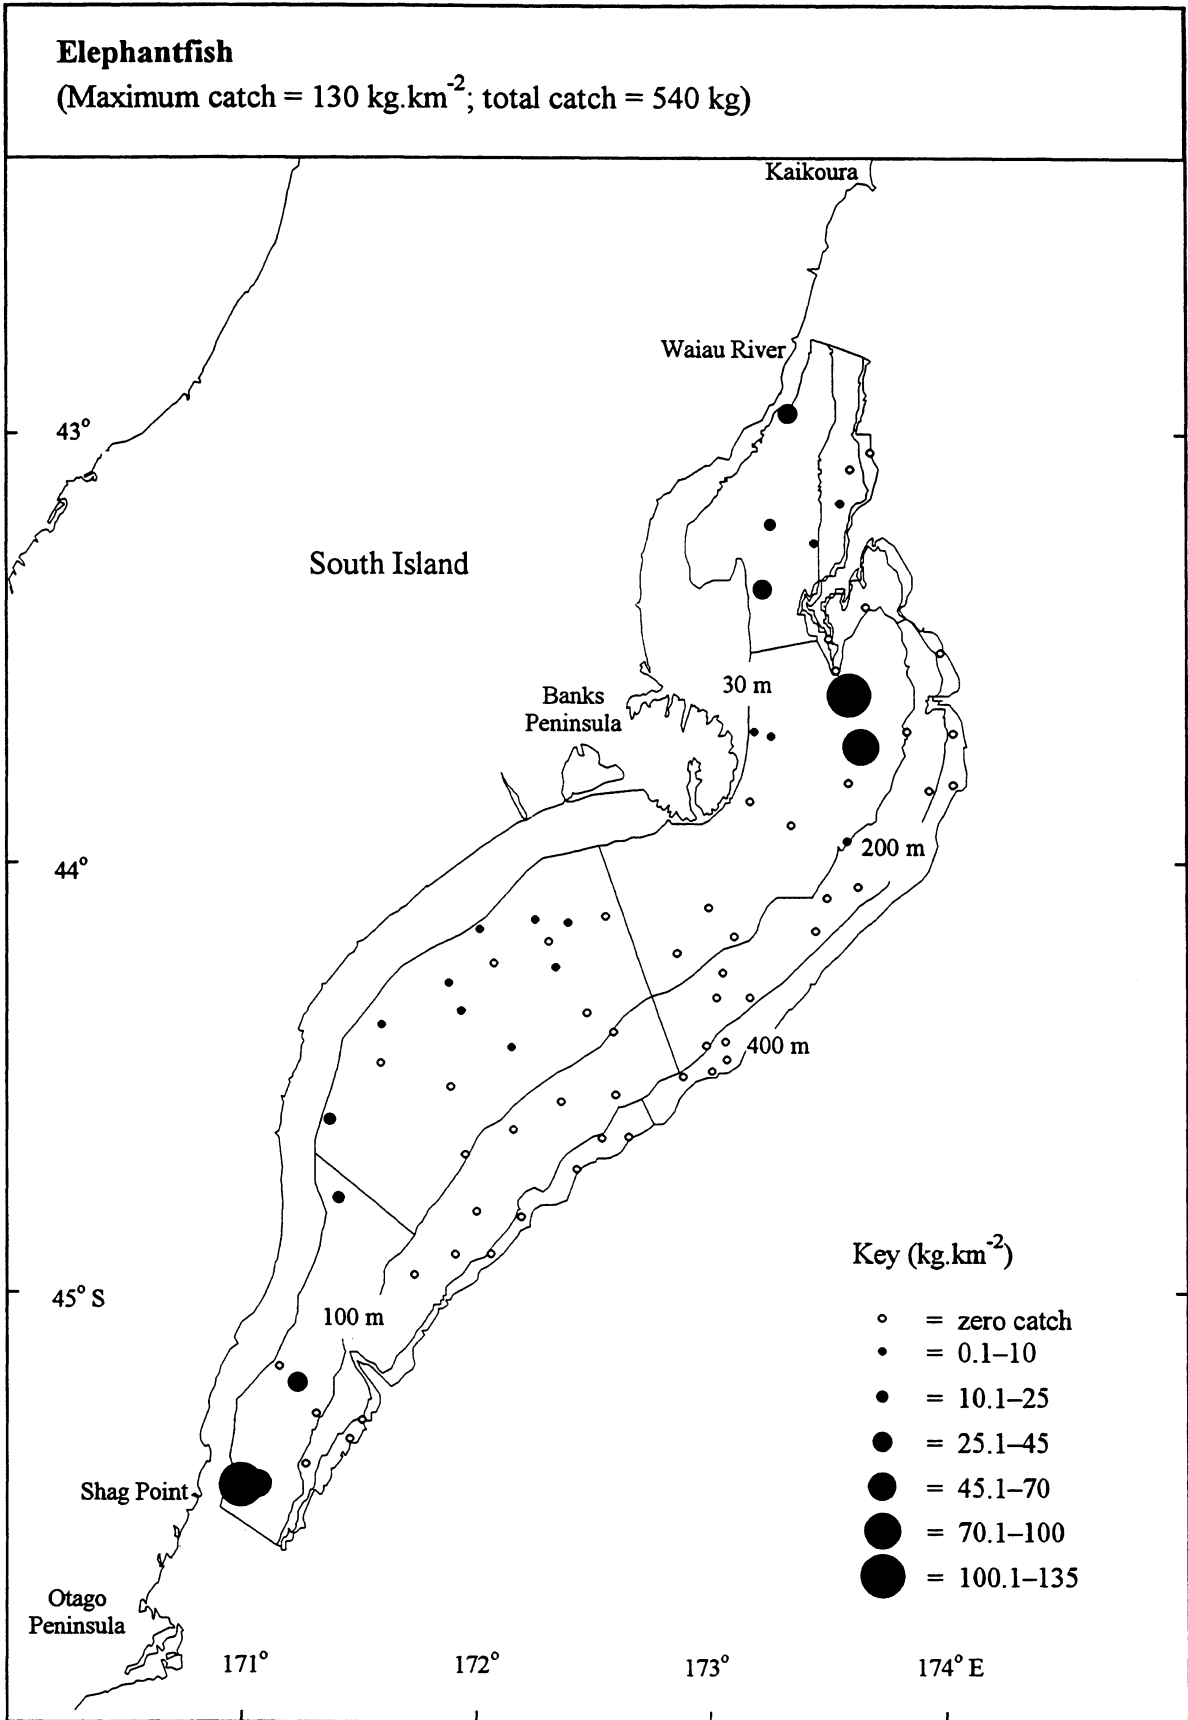 Elephantfish
(Maximum catch = 130 kg.km⁻²; total catch = 540 kg)
Kaikoura
Waiau River
43°
South Island
30 m
Banks
Peninsula
200 m
44°
400 m
Key (kg.km⁻²)
45° S
100 m
= zero catch
= 0.1–10
= 10.1–25
= 25.1–45
Shag Point
= 45.1–70
= 70.1–100
= 100.1–135
Otago
Peninsula
171°
172°
173°
174° E